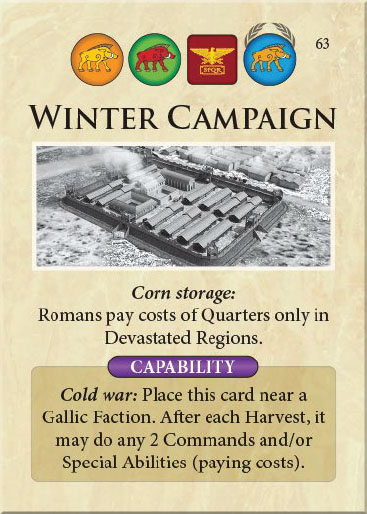 63
SPQR
WINTER CAMPAIGN
Corn storage:
Romans pay costs of Quarters only in
Devastated Regions.
CAPABILITY
Cold war: Place this card near a
Gallic Faction. After each Harvest, it
may do any 2 Commands and/or
Special Abilities (paying costs).